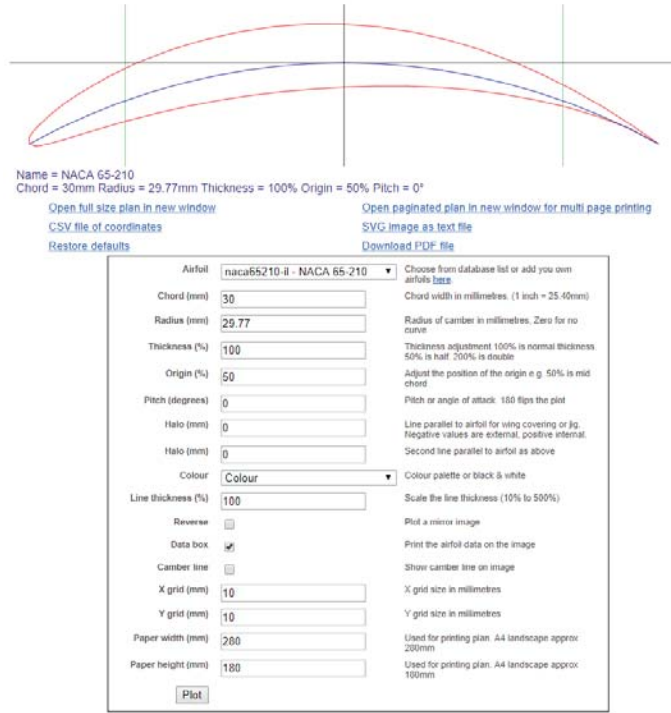 Name = NACA 65-210
Chord = 30mm Radius = 29.77mm Thickness = 100% Origin = 50% Pitch = 0°
Open full size plan in new window
Open paginated plan in new window for multi page printing
CSV file of coordinates
SVG image as text file
Restore defaults
Download PDF file
Airfoil naca65210-il - NACA 65-210 Choose from database list or add you own
airfoils here.
Chord (mm) 30 Chord width in millimetres. (1 inch = 25.40mm)
Radius (mm) 29.77 Radius of camber in millimetres. Zero for no
curve
Thickness (%) 100 Thickness adjustment 100% is normal thickness.
50% is half. 200% is double
Origin (%) 50 Adjust the position of the origin e.g. 50% is mid
chord
Pitch (degrees) 0 Pitch or angle of attack. 180 flips the plot
Halo (mm) 0 Line parallel to airfoil for wing covering or jig.
Negative values are external, positive internal.
Halo (mm) 0 Second line parallel to airfoil as above
Colour Colour Colour palette or black & white
Line thickness (%) 100 Scale the line thickness (10% to 500%)
Reverse Plot a mirror image
Data box Print the airfoil data on the image
Camber line Show camber line on image
X grid (mm) 10 X grid size in millimetres
Y grid (mm) 10 Y grid size in millimetres
Paper width (mm) 280 Used for printing plan. A4 landscape approx
280mm
Paper height (mm) 180 Used for printing plan. A4 landscape approx
180mm
Plot